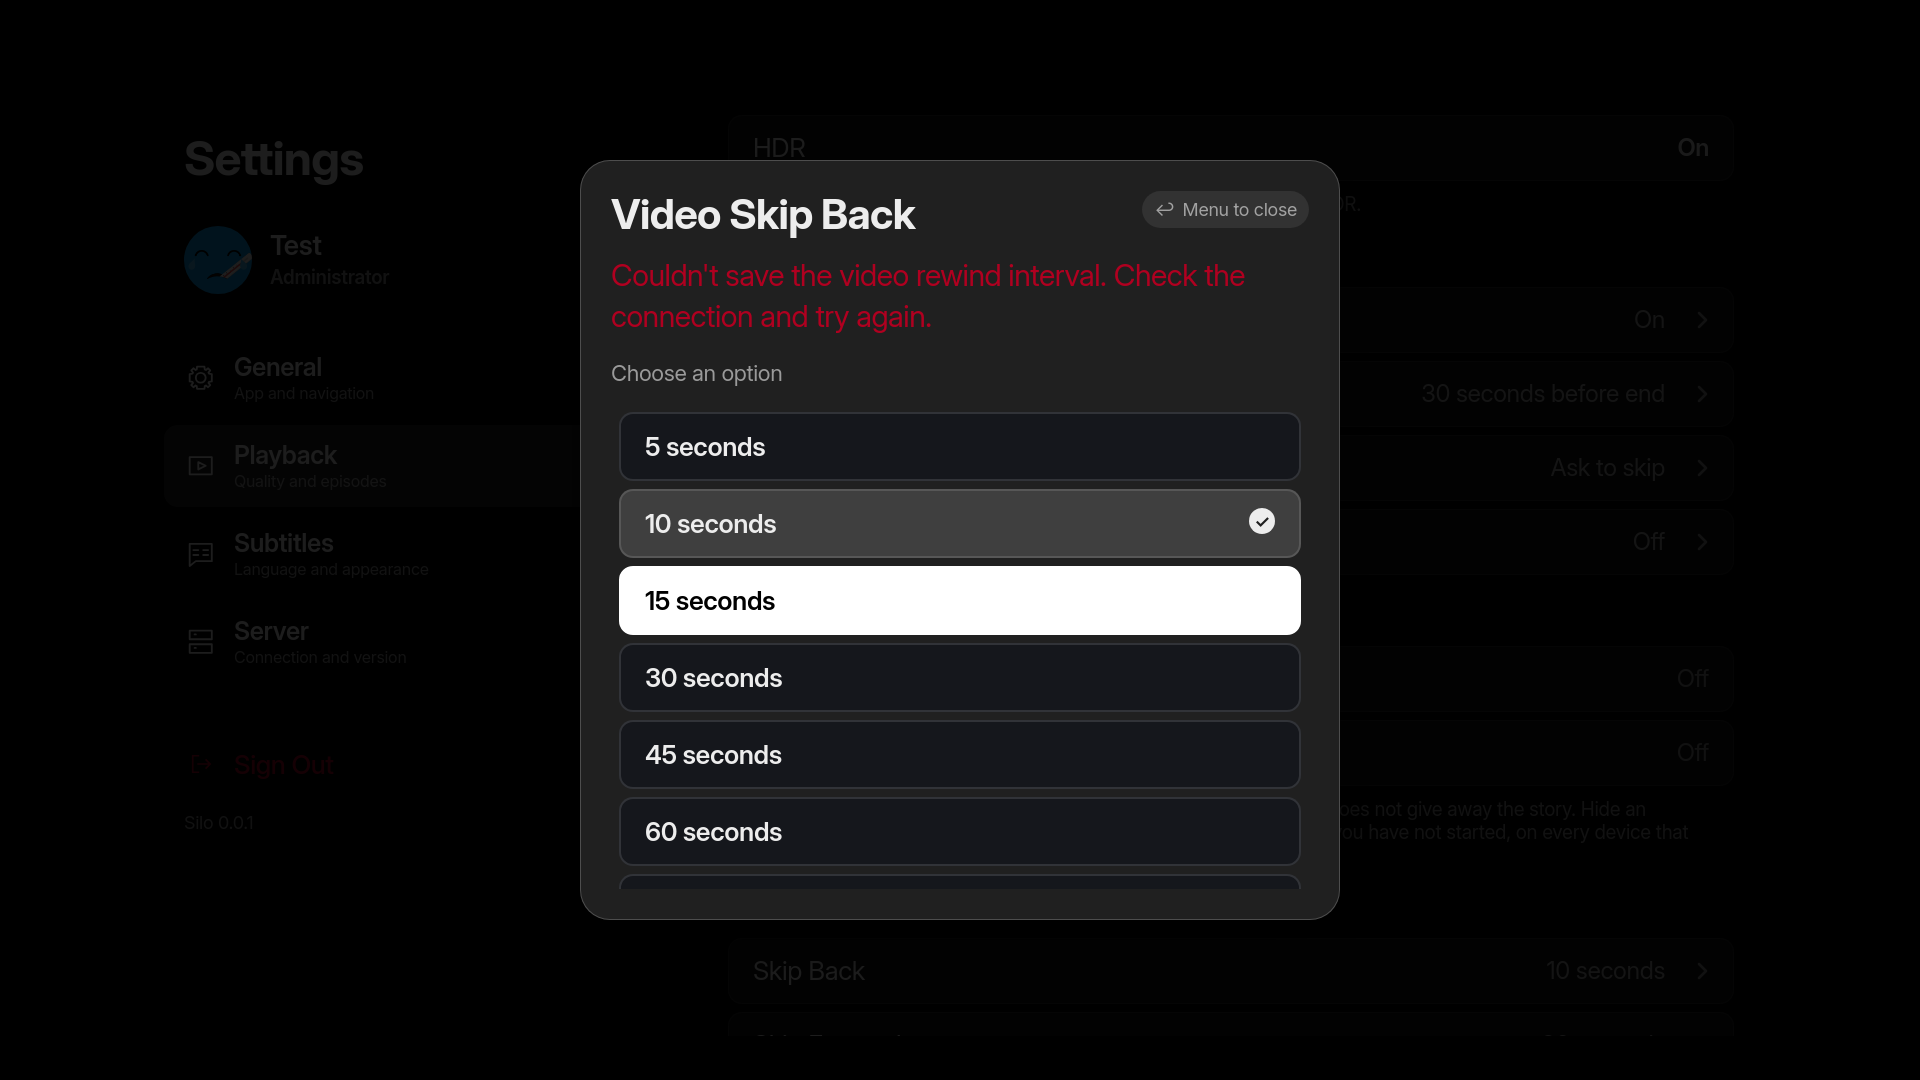 Settings
Test
Administrator
General
App and navigation
Playback
Quality and episodes
Subtitles
Language and appearance
Server
Connection and version
Sign Out
Silo 0.0.1
HDR
On
Video Skip Back
Menu to close
Couldn't save the video rewind interval. Check the
connection and try again.
Choose an option
5 seconds
10 seconds
15 seconds
30 seconds
45 seconds
60 seconds
On
30 seconds before end
Ask to skip
Off
Off
Off
not give away the story. Hide an
you have not started, on every device that
Skip Back
10 seconds